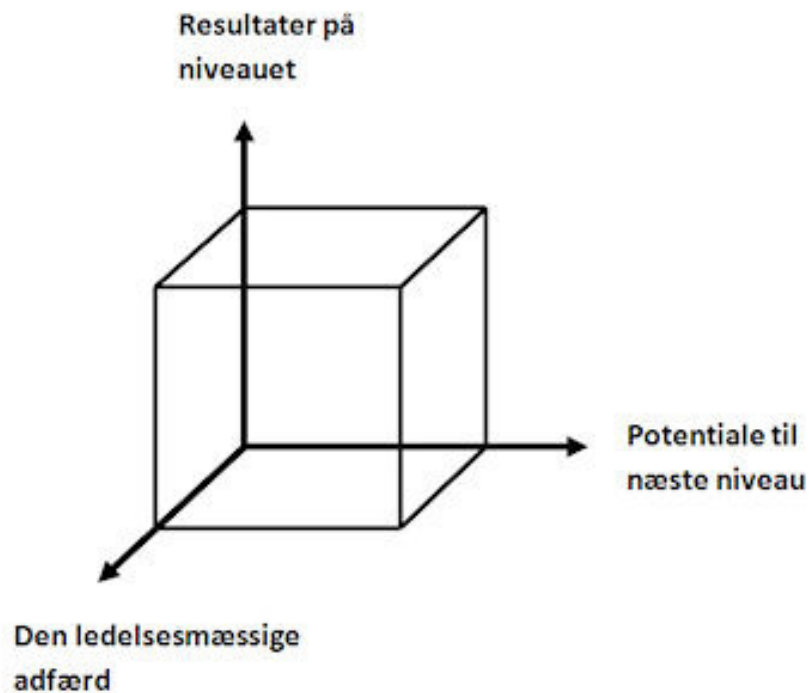 Resultater på
niveauet
Potentiale til
næste niveau
Den ledelsesmæssige
adfærd